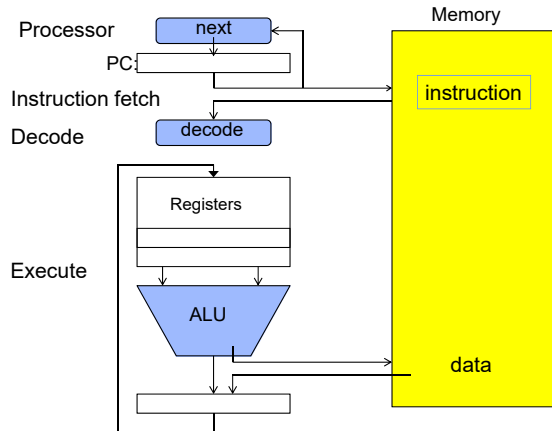 Memory
Processor
next
PC:
instruction
Instruction fetch
Decode
decode
Registers
Execute
ALU
data